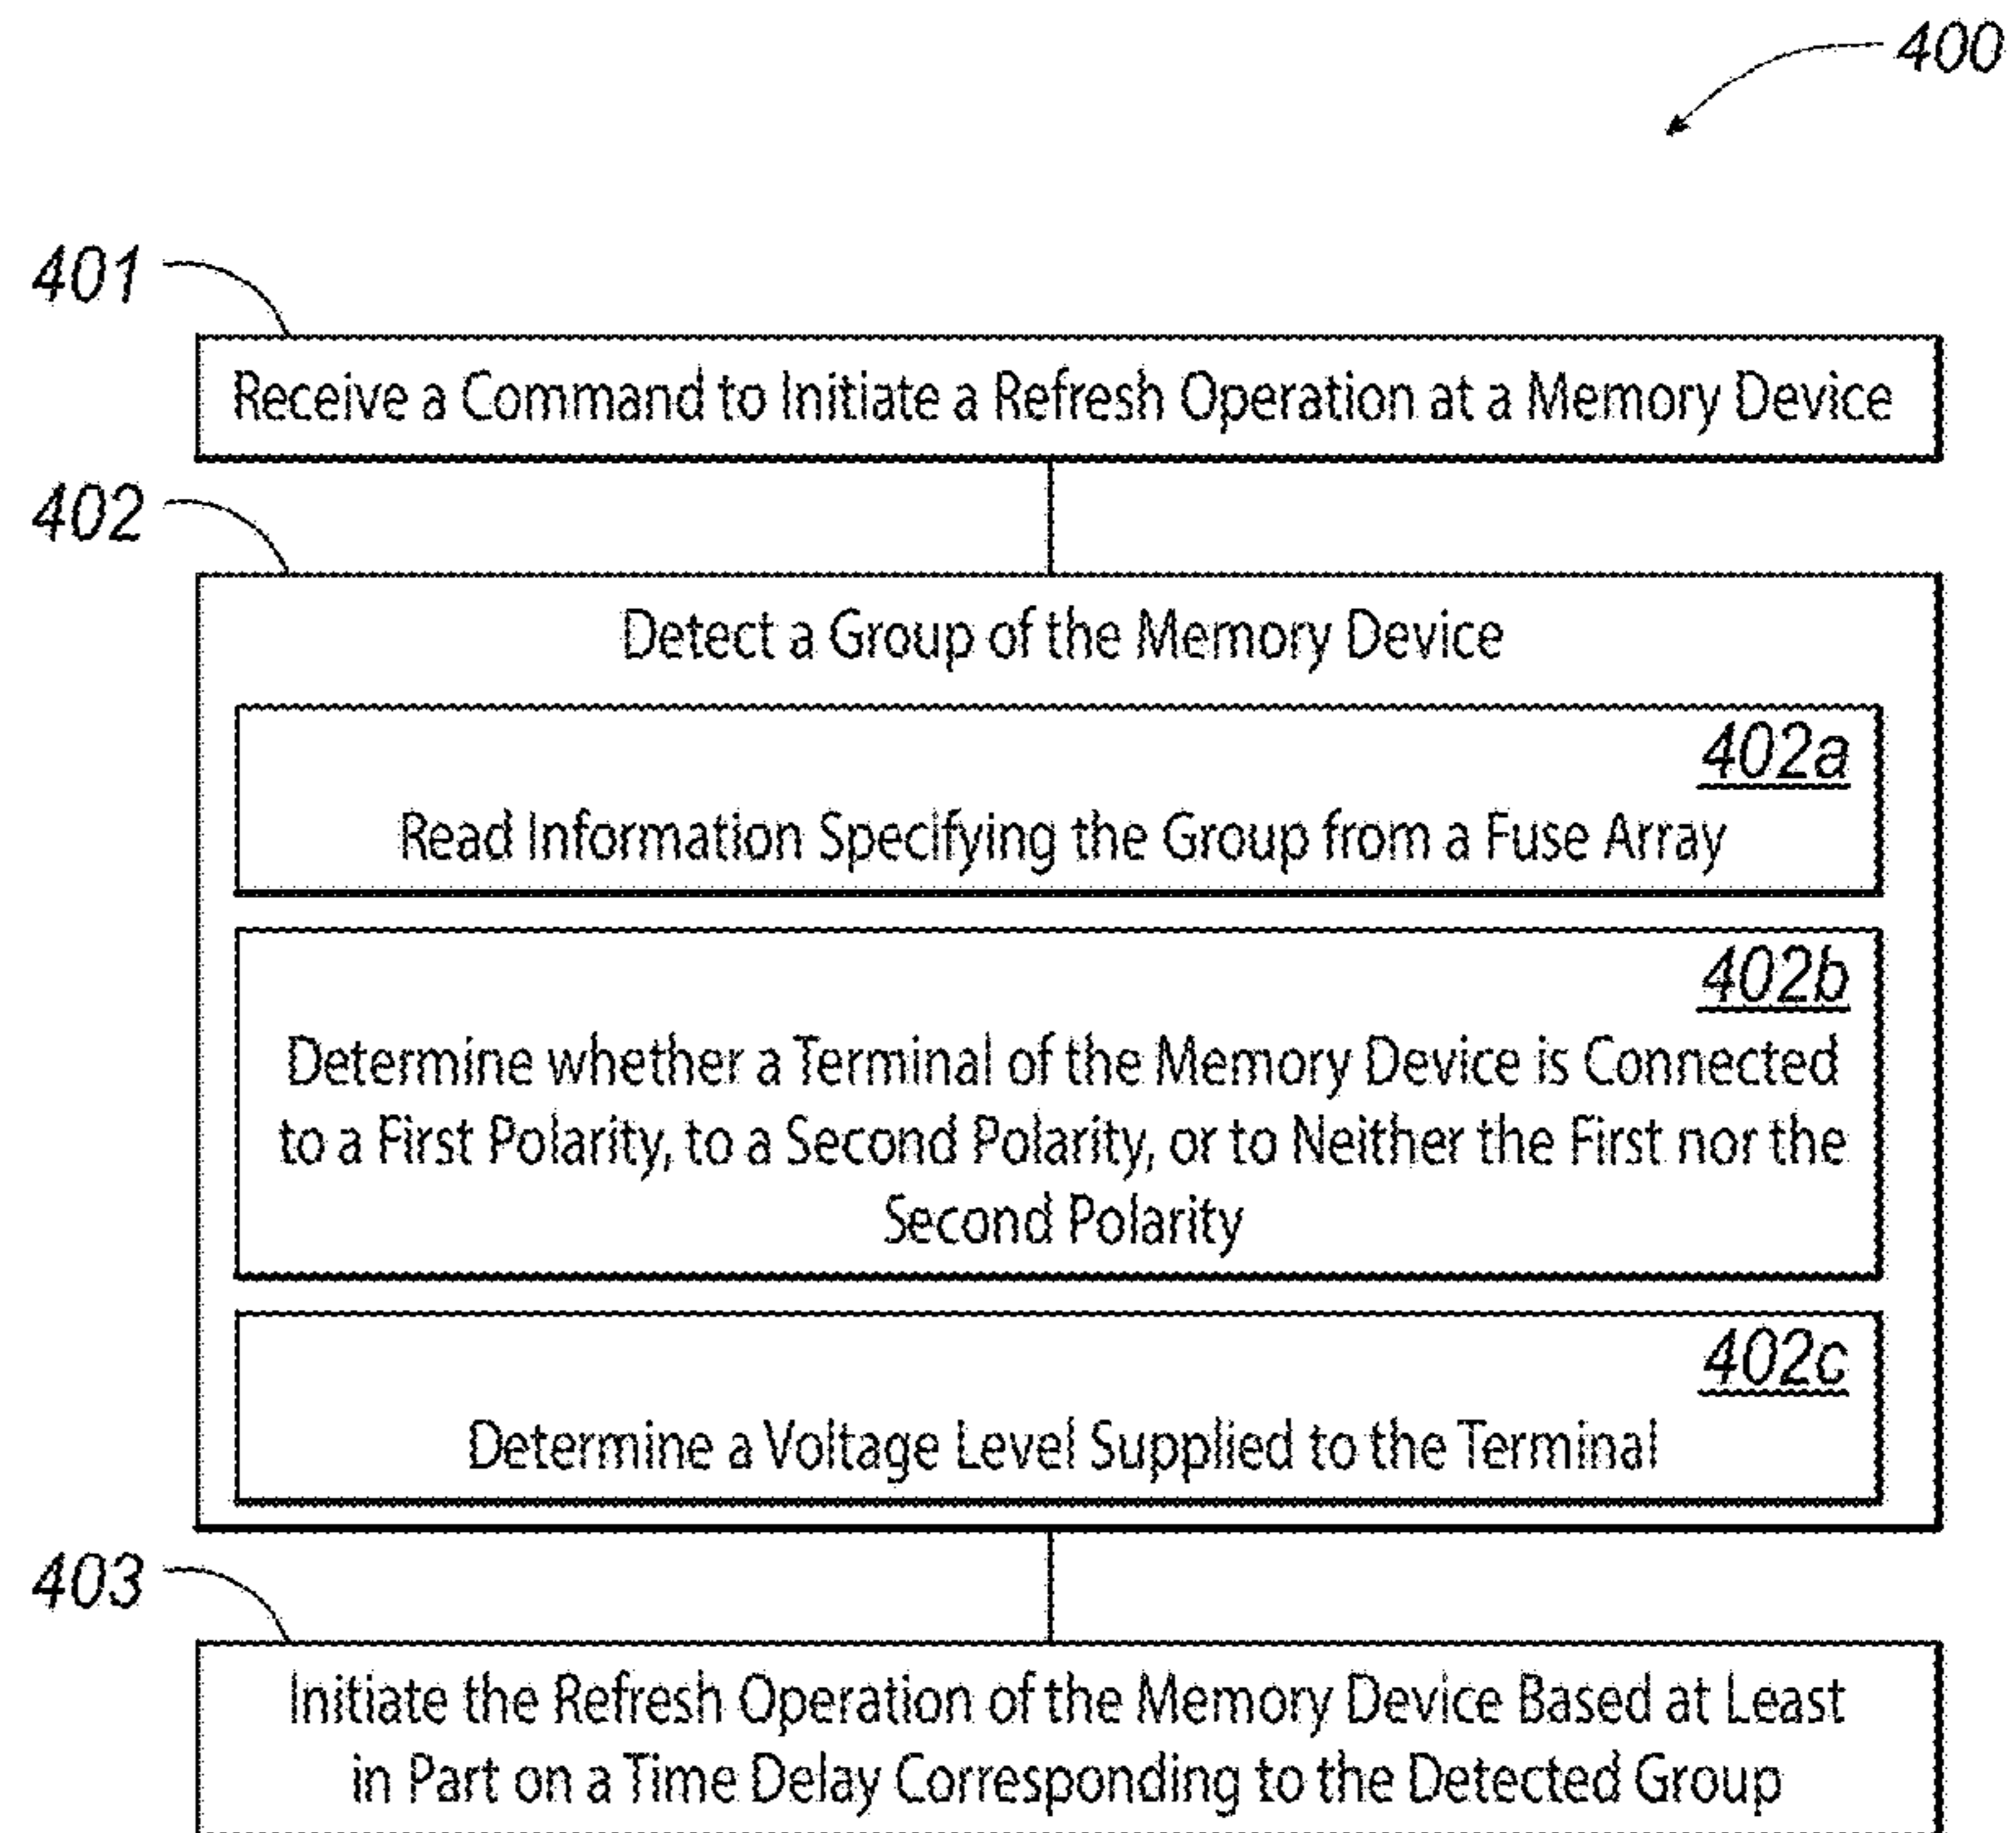 400
401
Receive a Command to Initiate a Refresh Operation at a Memory Device
402
Detect a Group of the Memory Device
402a
Read Information Specifying the Group from a Fuse Array
402b
Determine whether a Terminal of the Memory Device is Connected
to a First Polarity, to a Second Polarity, or to Neither the First nor the
Second Polarity
402c
Determine a Voltage Level Supplied to the Terminal
403
Initiate the Refresh Operation of the Memory Device Based at Least
in Part on a Time Delay Corresponding to the Detected Group